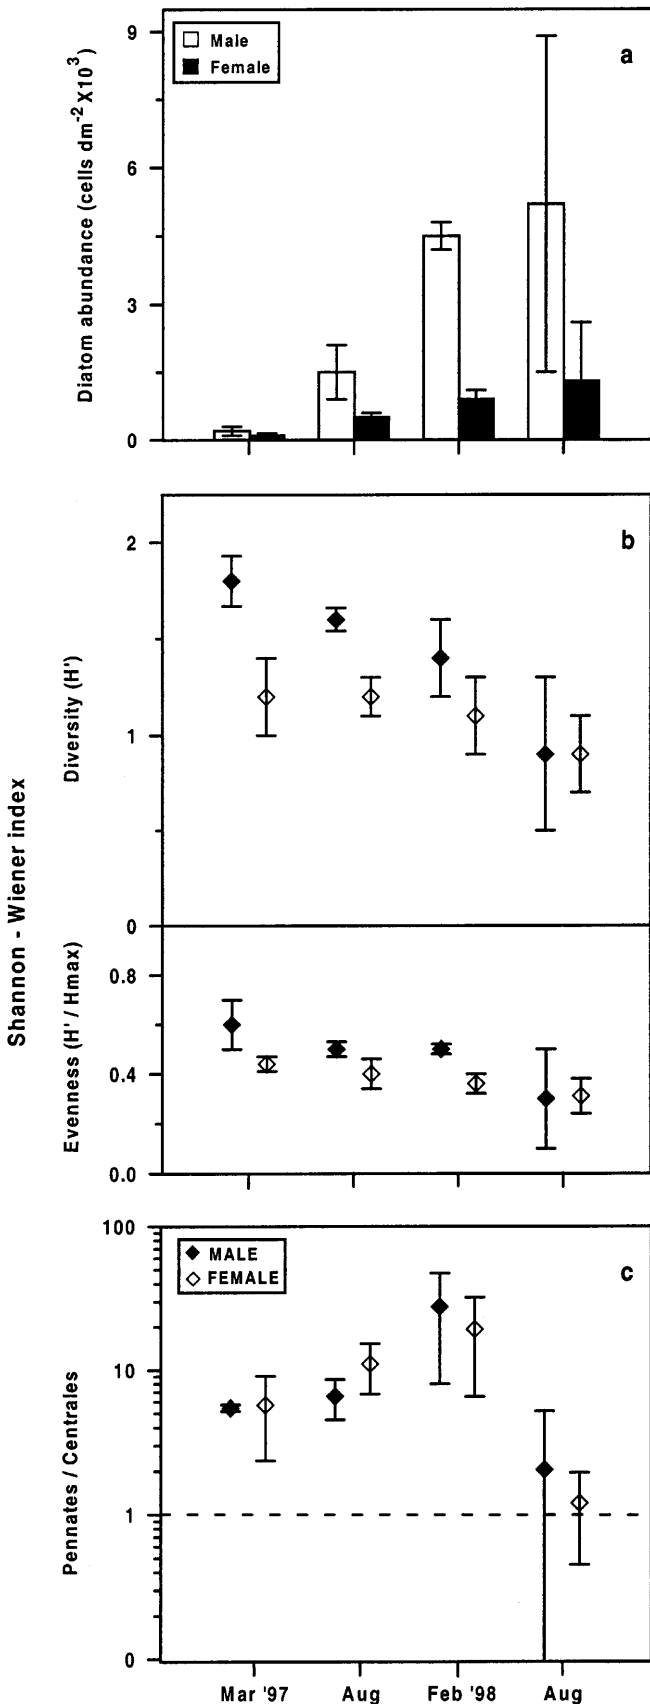 Diatom abundance (cells dm⁻² X10³)
9
6
3
0
Male
Female
a
Shannon - Wiener index
Diversity (H')
2
1
0
b
Evenness (H' / Hmax)
0.8
0.4
0.0
Pennates / Centrales
100
10
1
0
MALE
FEMALE
c
Mar '97 Aug Feb '98 Aug